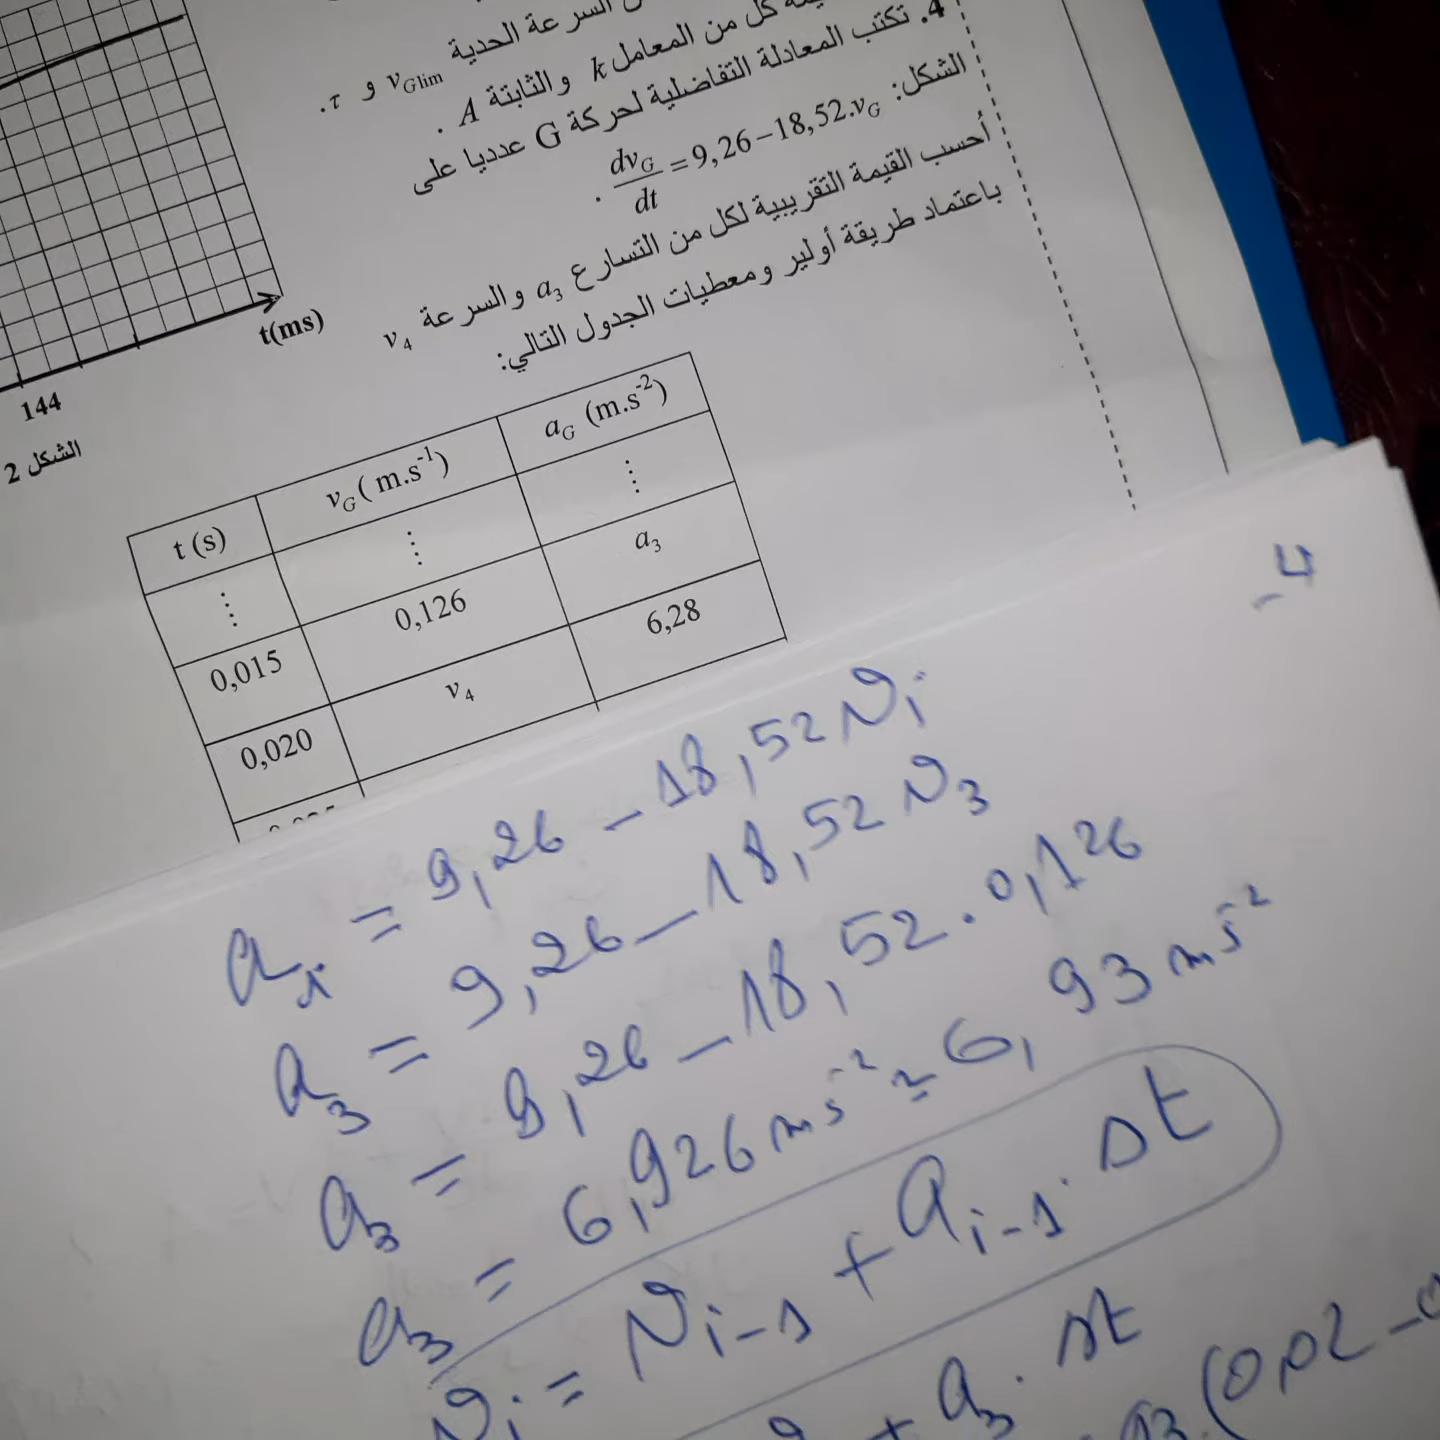 السرعة الحدية vGlim و τ.
كل من المعامل k والثابتة A .
4. تكتب المعادلة التفاضلية لحركة G عدديا على
الشكل: dvG/dt = 9,26−18,52.vG .
أحسب القيمة التقريبية لكل من التسارع a3 والسرعة v4
باعتماد طريقة أولير ومعطيات الجدول التالي:
t(ms)
144
الشكل 2
t (s) vG ( m.s-1) aG (m.s-2)
⋮ ⋮ ⋮
0,015 0,126 a3
0,020 v4 6,28
-4
ai = 9,26 - 18,52 vi
a3 = 9,26 - 18,52 v3
a3 = 9,26 - 18,52 . 0,126
a3 = 6,926 ms-2 ≃ 6,93 ms-2
vi = vi-1 + ai-1 . Δt
+ a3 . Δt
93 . (0,02 -